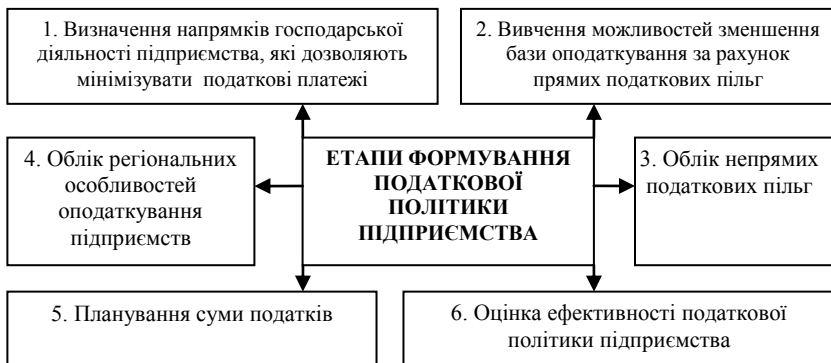 1. Визначення напрямків господарської
діяльності підприємства, які дозволяють
мінімізувати податкові платежі
2. Вивчення можливостей зменшення
бази оподаткування за рахунок
прямих податкових пільг
4. Облік регіональних
особливостей
оподаткування
підприємств
ЕТАПИ ФОРМУВАННЯ
ПОДАТКОВОЇ
ПОЛІТИКИ
ПІДПРИЄМСТВА
3. Облік непрямих
податкових пільг
5. Планування суми податків
6. Оцінка ефективності податкової
політики підприємства